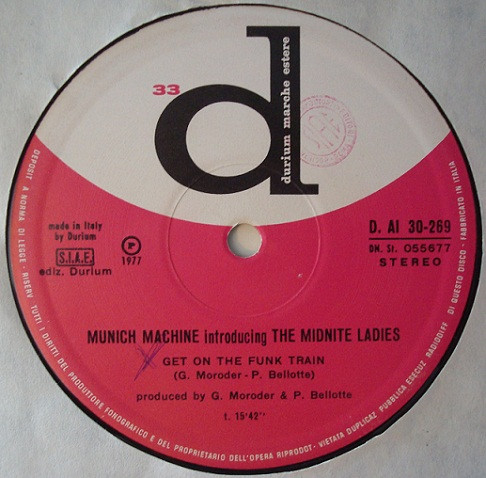 33
durium marche estere
D. AI 30-269
ON. St. 055677
STEREO
made in Italy
by Durium
S.I.A.E.
ediz. Durium
P
1977
MUNICH MACHINE introducing THE MIDNITE LADIES
GET ON THE FUNK TRAIN
(G. Moroder - P. Bellotte)
produced by G. Moroder & P. Bellotte
t. 15'42''
DEPOSIT A NORMA DI LEGGE - RISERV TUTTI I DIRITTI DEL PRODUTTORE FONOGRAFICO E DEL PROPRIETARIO DELL'OPERA RIPRODOT - VIETATA DUPLICAZ PUBBLICA ESECUZ RADIODIFF DI QUESTO DISCO - FABBRICATO IN ITALIA